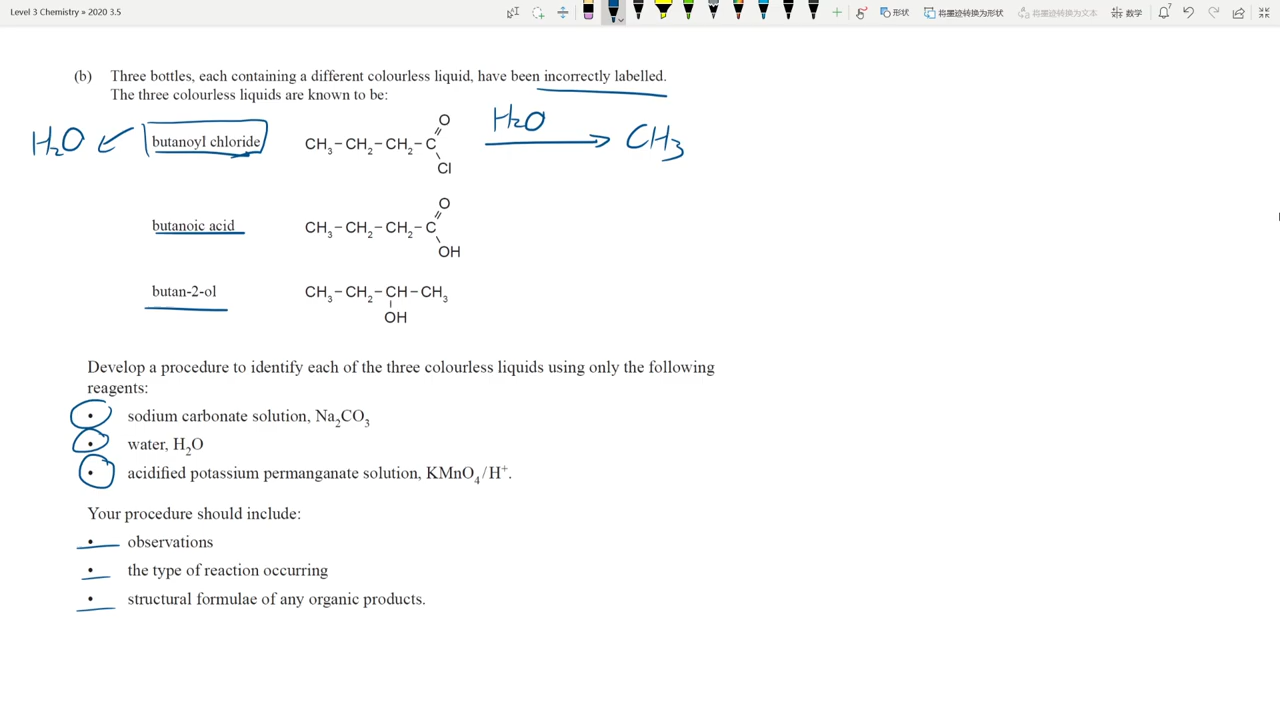 Level 3 Chemistry » 2020 3.5
形状 将墨迹转换为形状 将墨迹转换为文本 数学
(b) Three bottles, each containing a different colourless liquid, have been incorrectly labelled.
The three colourless liquids are known to be:
H₂O butanoyl chloride CH₃–CH₂–CH₂–C
O
Cl
H₂O
CH₃
butanoic acid CH₃–CH₂–CH₂–C
O
OH
butan-2-ol CH₃–CH₂–CH–CH₃
OH
Develop a procedure to identify each of the three colourless liquids using only the following
reagents:
• sodium carbonate solution, Na₂CO₃
• water, H₂O
• acidified potassium permanganate solution, KMnO₄/H⁺.
Your procedure should include:
• observations
• the type of reaction occurring
• structural formulae of any organic products.